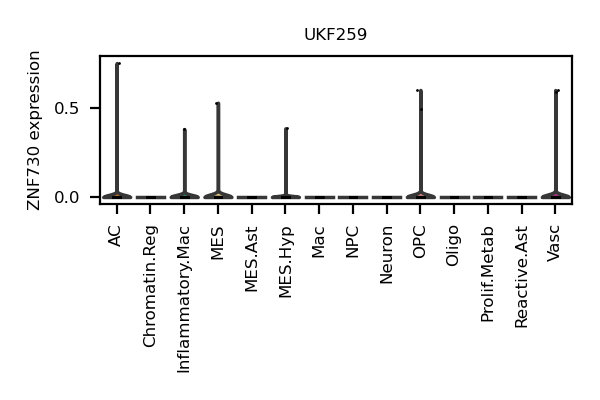 UKF259
ZNF730 expression
0.5
0.0
AC
Chromatin.Reg
Inflammatory.Mac
MES
MES.Ast
MES.Hyp
Mac
NPC
Neuron
OPC
Oligo
Prolif.Metab
Reactive.Ast
Vasc